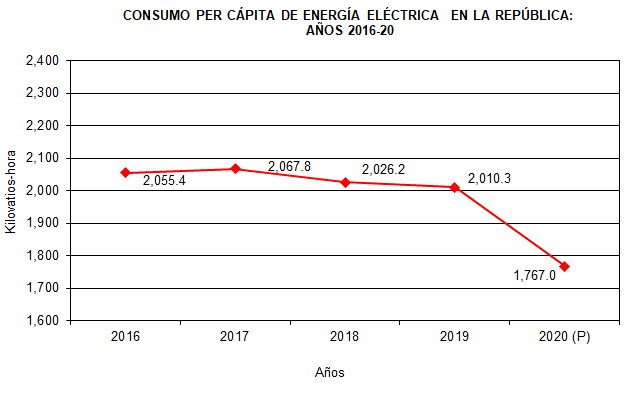 CONSUMO PER CÁPITA DE ENERGÍA ELÉCTRICA EN LA REPÚBLICA:
AÑOS 2016-20
2,400
2,300
2,200
2,100
2,000
1,900
1,800
1,700
1,600
Kilovatios-hora
2,055.4
2,067.8
2,026.2
2,010.3
1,767.0
2016 2017 2018 2019 2020 (P)
Años